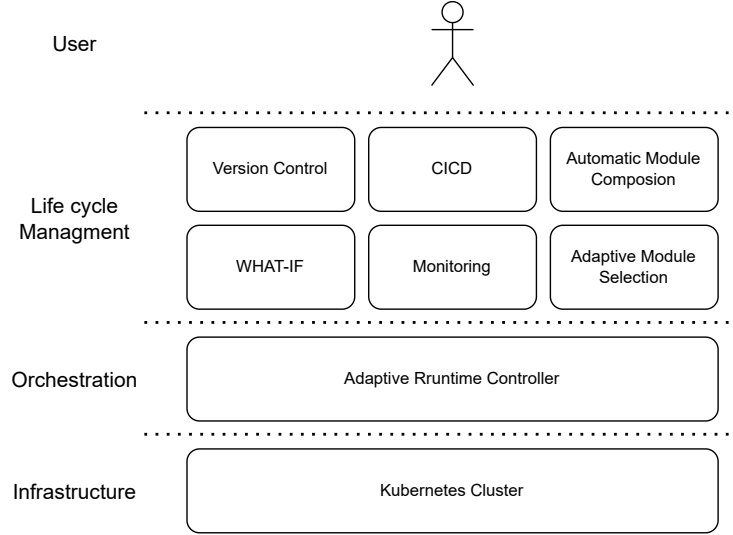 User
Life cycle
Managment
Version Control
CICD
Automatic Module
Composion
WHAT-IF
Monitoring
Adaptive Module
Selection
Orchestration
Adaptive Rruntime Controller
Infrastructure
Kubernetes Cluster